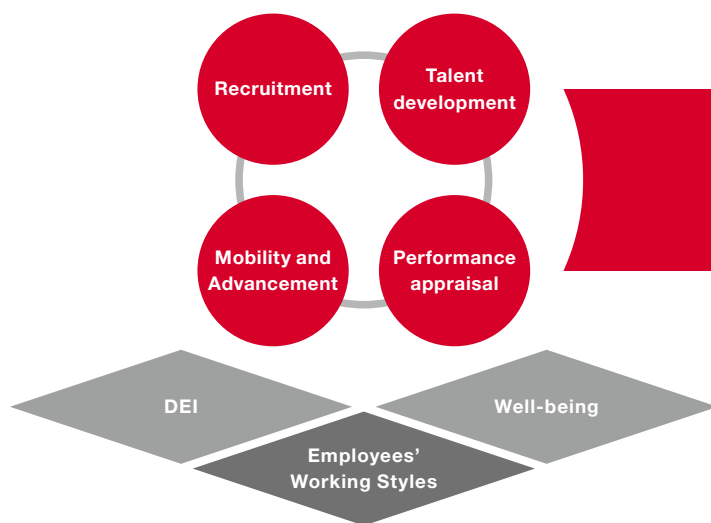 Recruitment
Talent
development
Mobility and
Advancement
Performance
appraisal
DEI
Well-being
Employees’
Working Styles